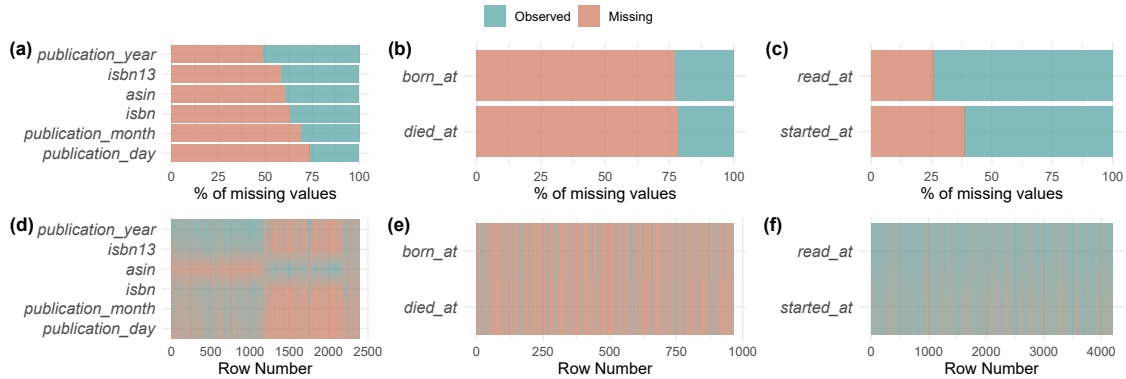 Observed Missing
(a)
publication_year
isbn13
asin
isbn
publication_month
publication_day
0 25 50 75 100
% of missing values
(b)
born_at
died_at
0 25 50 75 100
% of missing values
(c)
read_at
started_at
0 25 50 75 100
% of missing values
(d)
publication_year
isbn13
asin
isbn
publication_month
publication_day
0 500 1000 1500 2000 2500
Row Number
(e)
born_at
died_at
0 250 500 750 1000
Row Number
(f)
read_at
started_at
0 1000 2000 3000 4000
Row Number